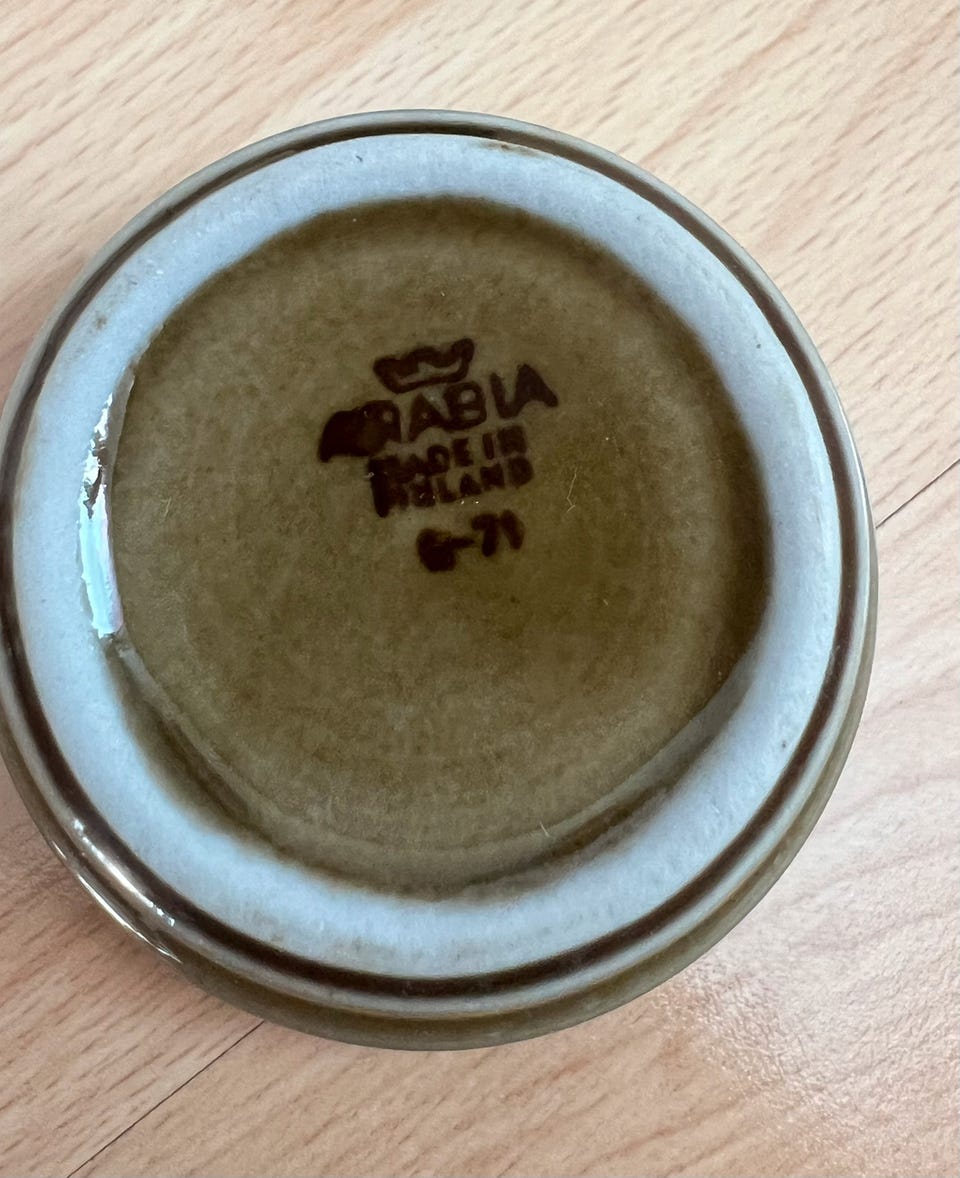 ARABIA
MADE IN
FINLAND
6-71